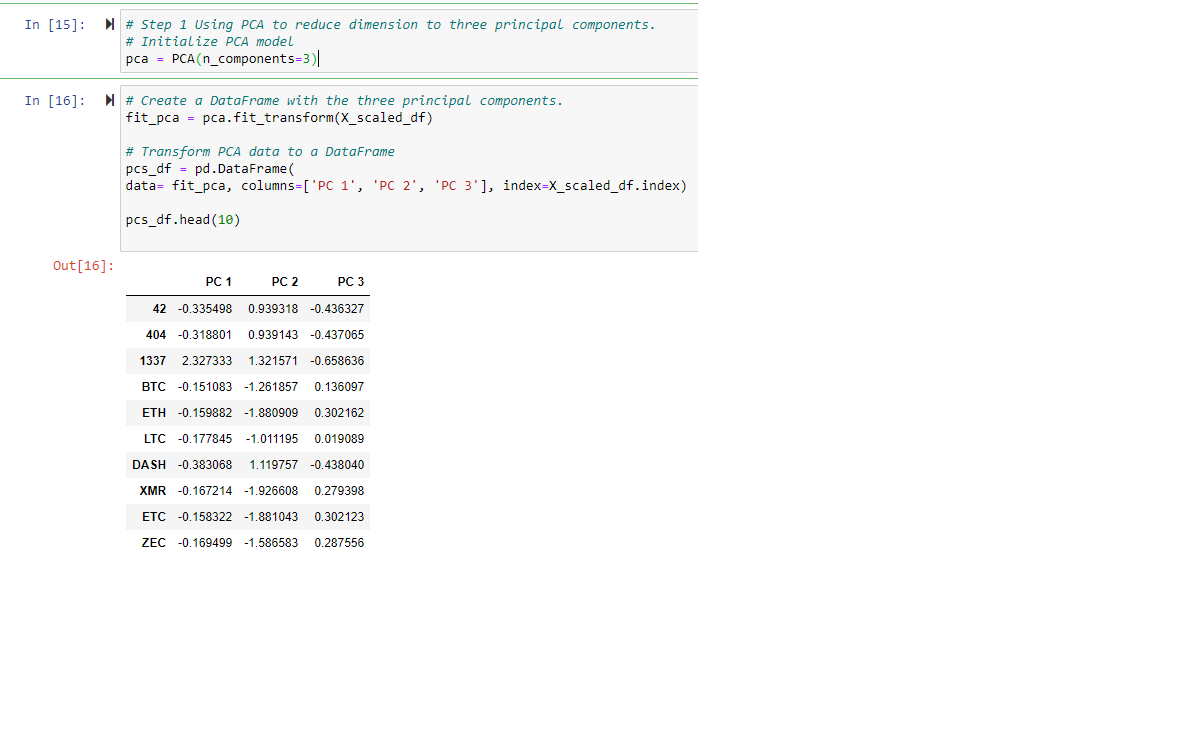 In [15]: # Step 1 Using PCA to reduce dimension to three principal components.
# Initialize PCA model
pca = PCA(n_components=3)
In [16]: # Create a DataFrame with the three principal components.
fit_pca = pca.fit_transform(X_scaled_df)
# Transform PCA data to a DataFrame
pcs_df = pd.DataFrame(
data= fit_pca, columns=['PC 1', 'PC 2', 'PC 3'], index=X_scaled_df.index)
pcs_df.head(10)
Out[16]:
PC 1 PC 2 PC 3
42 -0.335498 0.939318 -0.436327
404 -0.318801 0.939143 -0.437065
1337 2.327333 1.321571 -0.658636
BTC -0.151083 -1.261857 0.136097
ETH -0.159882 -1.880909 0.302162
LTC -0.177845 -1.011195 0.019089
DASH -0.383068 1.119757 -0.438040
XMR -0.167214 -1.926608 0.279398
ETC -0.158322 -1.881043 0.302123
ZEC -0.169499 -1.586583 0.287556